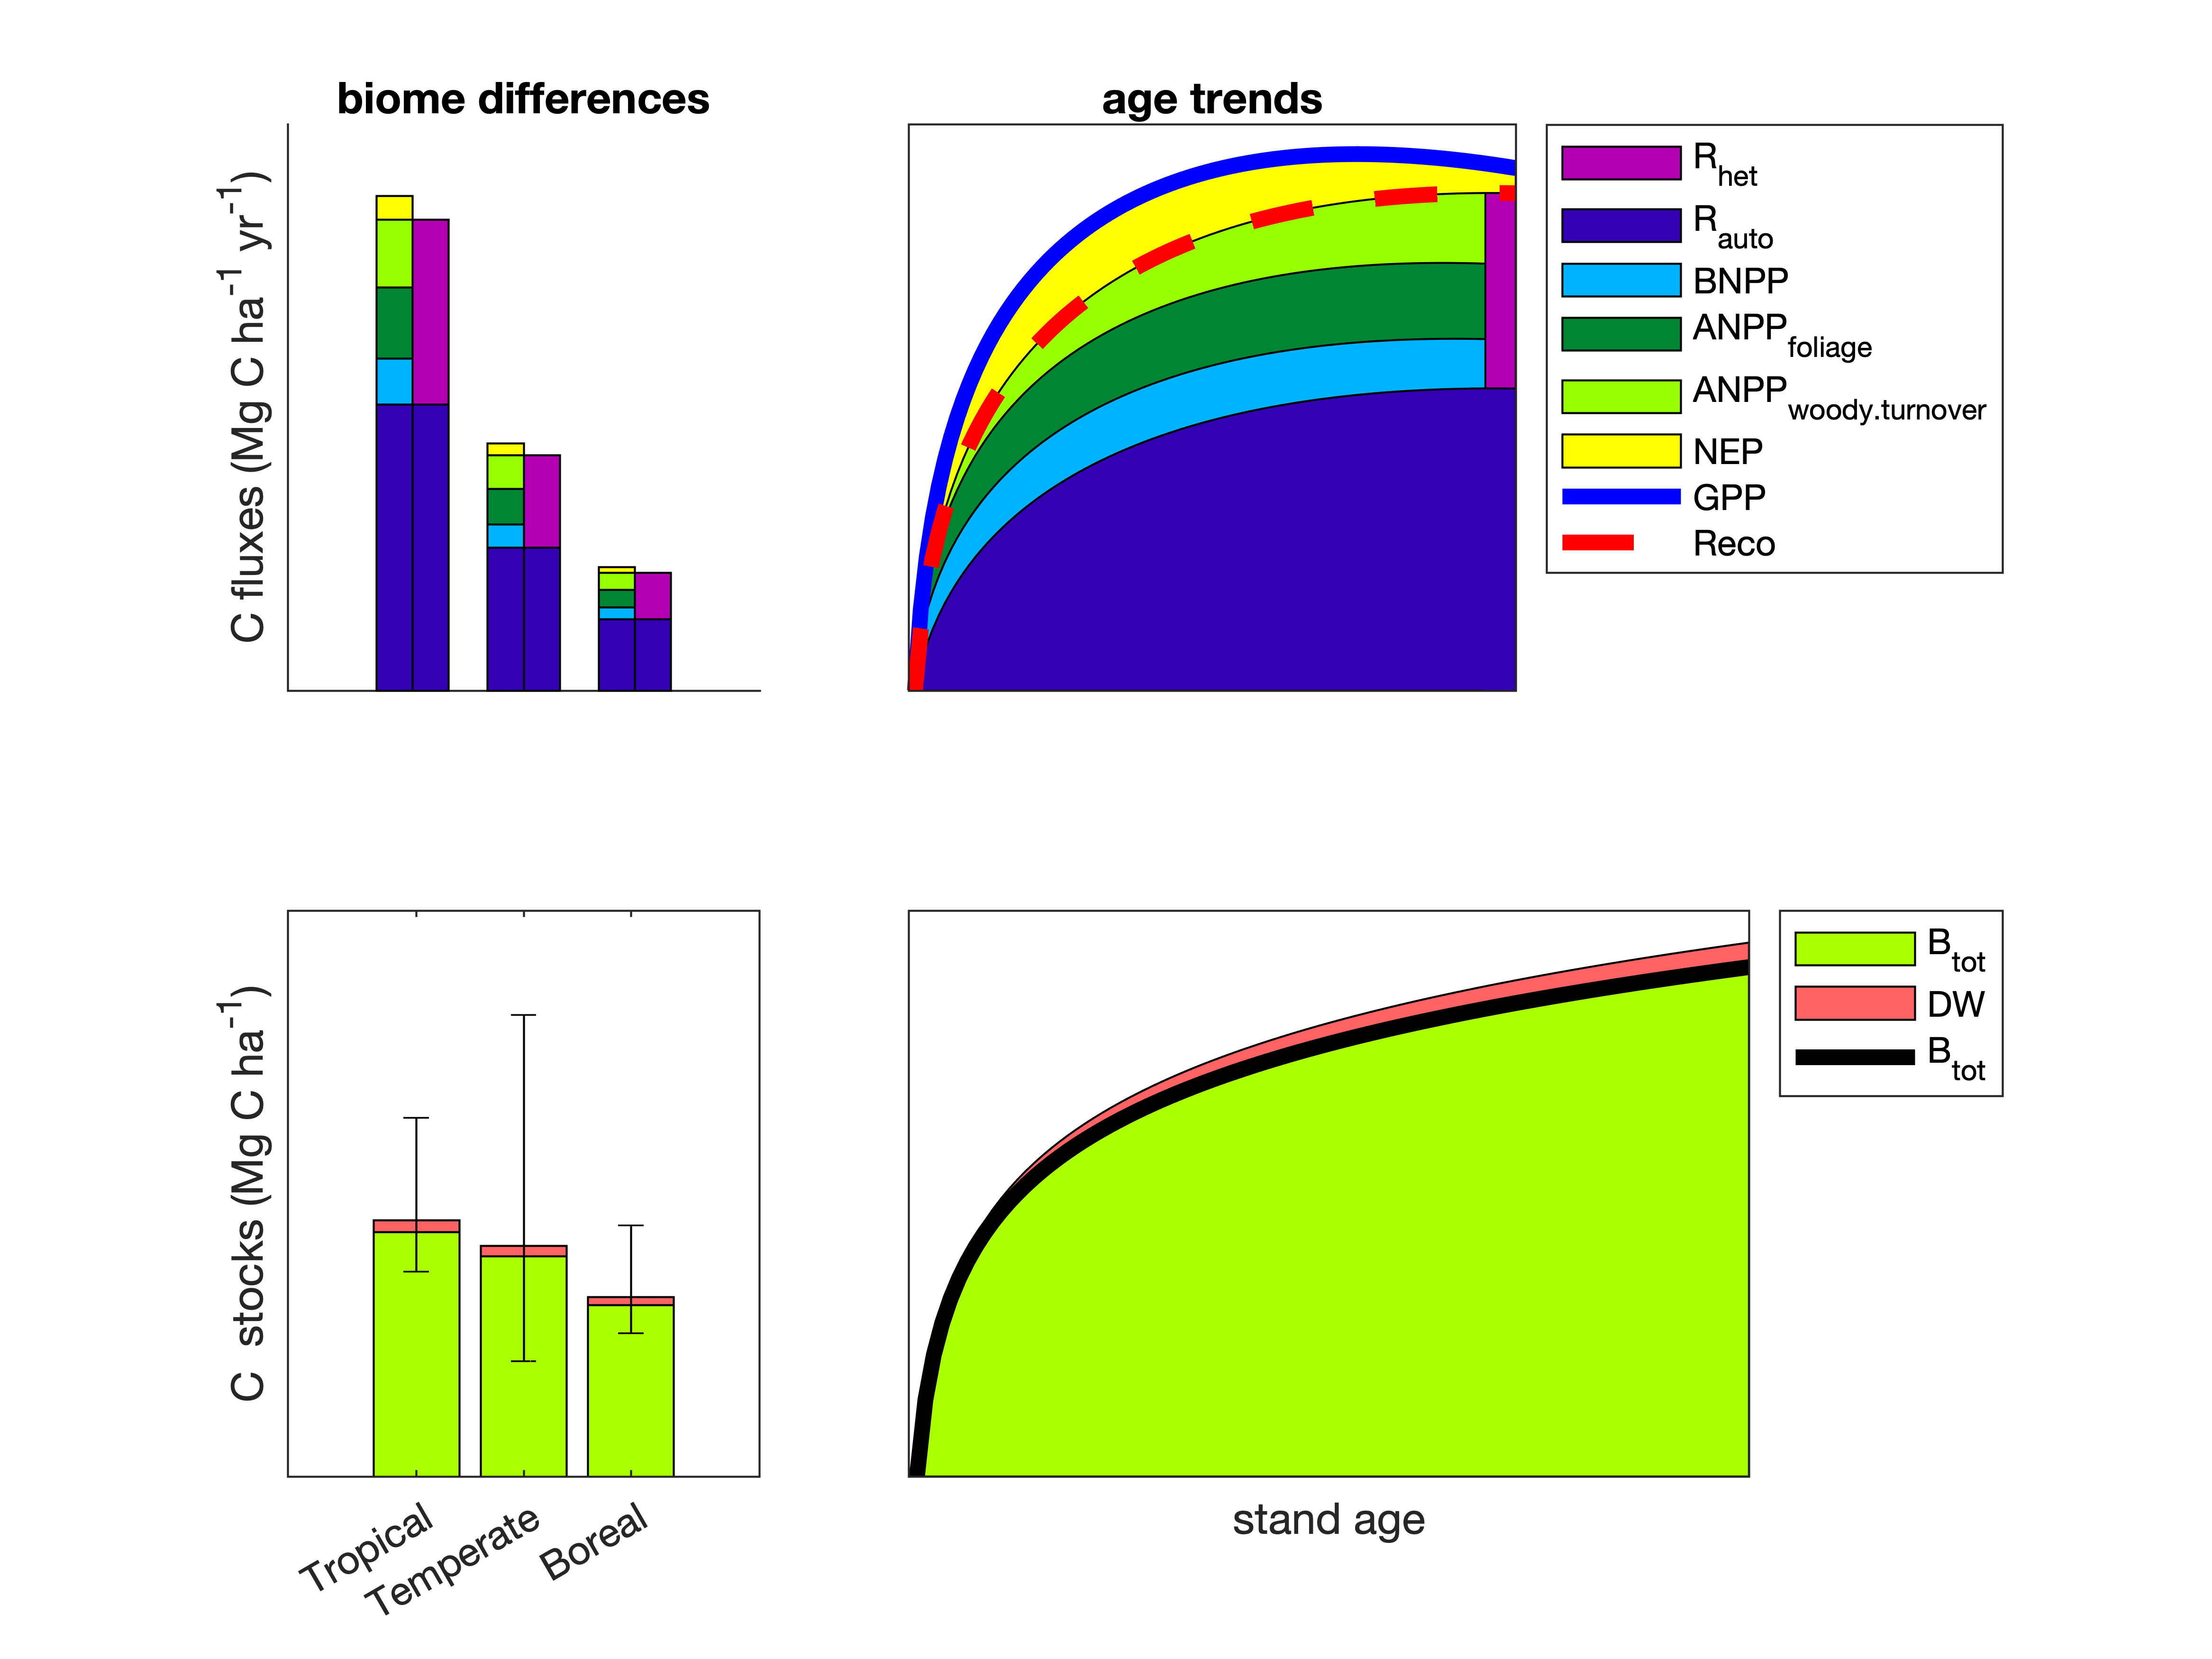 biome differences
age trends
C fluxes (Mg C ha-1 yr-1)
Rhet
Rauto
BNPP
ANPPfoliage
ANPPwoody.turnover
NEP
GPP
Reco
C stocks (Mg C ha-1)
Btot
DW
Btot
Tropical
Temperate
Boreal
stand age